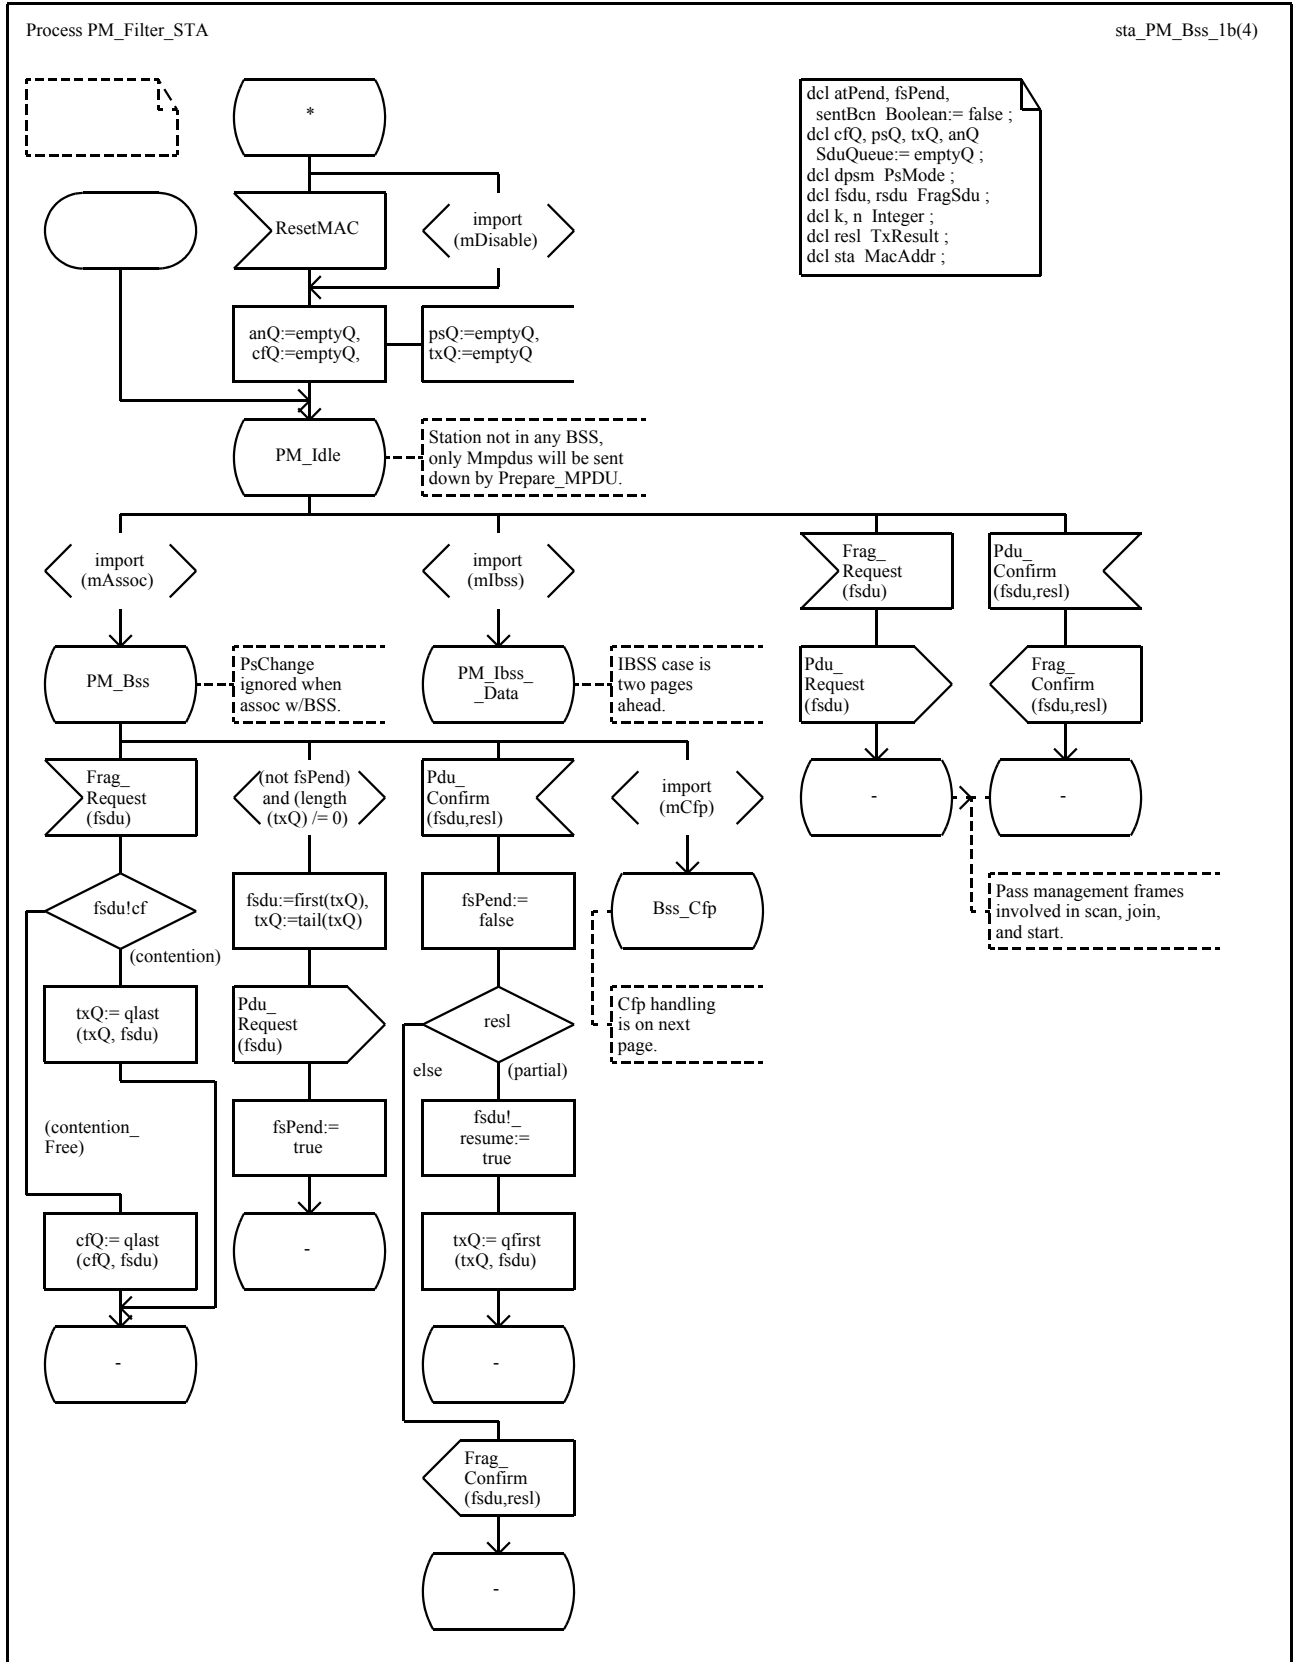 Process PM_Filter_STA
sta_PM_Bss_1b(4)
dcl atPend, fsPend,
sentBcn Boolean:= false ;
dcl cfQ, psQ, txQ, anQ
SduQueue:= emptyQ ;
dcl dpsm PsMode ;
dcl fsdu, rsdu FragSdu ;
dcl k, n Integer ;
dcl resl TxResult ;
dcl sta MacAddr ;
*
ResetMAC
import
(mDisable)
anQ:=emptyQ,
cfQ:=emptyQ,
psQ:=emptyQ,
txQ:=emptyQ
PM_Idle
Station not in any BSS,
only Mmpdus will be sent
down by Prepare_MPDU.
import
(mAssoc)
import
(mIbss)
Frag_
Request
(fsdu)
Pdu_
Confirm
(fsdu,resl)
PM_Bss
PsChange
ignored when
assoc w/BSS.
PM_Ibss_
_Data
IBSS case is
two pages
ahead.
Pdu_
Request
(fsdu)
Frag_
Confirm
(fsdu,resl)
Frag_
Request
(fsdu)
(not fsPend)
and (length
(txQ) /= 0)
Pdu_
Confirm
(fsdu,resl)
import
(mCfp)
-
-
fsdu!cf
(contention)
fsdu:=first(txQ),
txQ:=tail(txQ)
fsPend:=
false
Bss_Cfp
Pass management frames
involved in scan, join,
and start.
txQ:= qlast
(txQ, fsdu)
Pdu_
Request
(fsdu)
resl
else
(partial)
Cfp handling
is on next
page.
(contention_
Free)
fsPend:=
true
fsdu!_
resume:=
true
cfQ:= qlast
(cfQ, fsdu)
-
txQ:= qfirst
(txQ, fsdu)
-
-
Frag_
Confirm
(fsdu,resl)
-